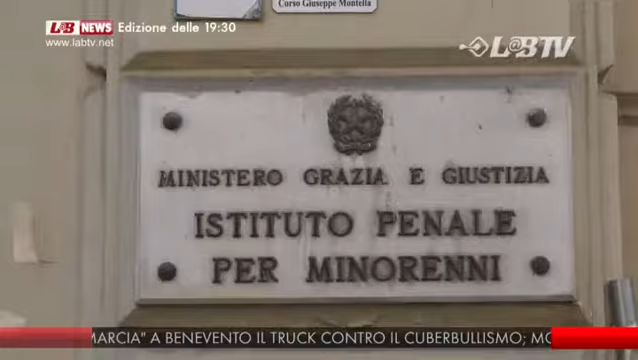 LAB NEWS Edizione delle 19:30
www.labtv.net
Corso Giuseppe Montella
L@BTV
MINISTERO GRAZIA E GIUSTIZIA
ISTITUTO PENALE
PER MINORENNI
MARCIA" A BENEVENTO IL TRUCK CONTRO IL CUBERBULLISMO; MO